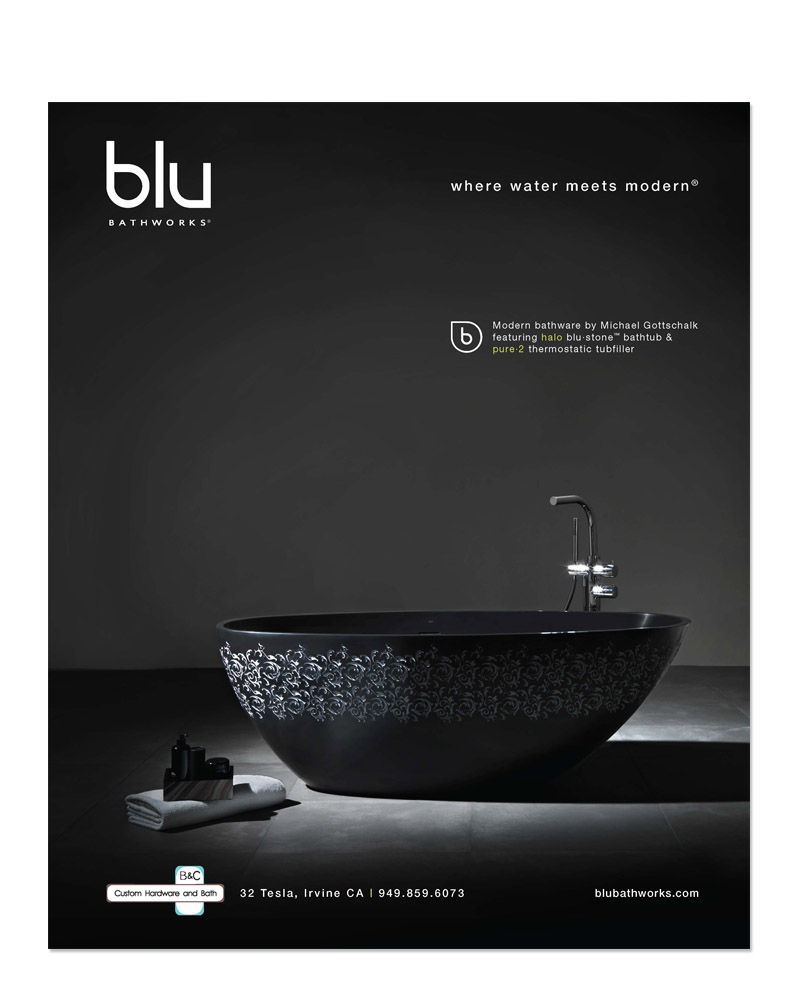 blu
BATHWORKS®
where water meets modern®
Modern bathware by Michael Gottschalk
featuring halo blu·stone™ bathtub &
pure·2 thermostatic tubfiller
B&C
Custom Hardware and Bath
32 Tesla, Irvine CA | 949.859.6073
blubathworks.com